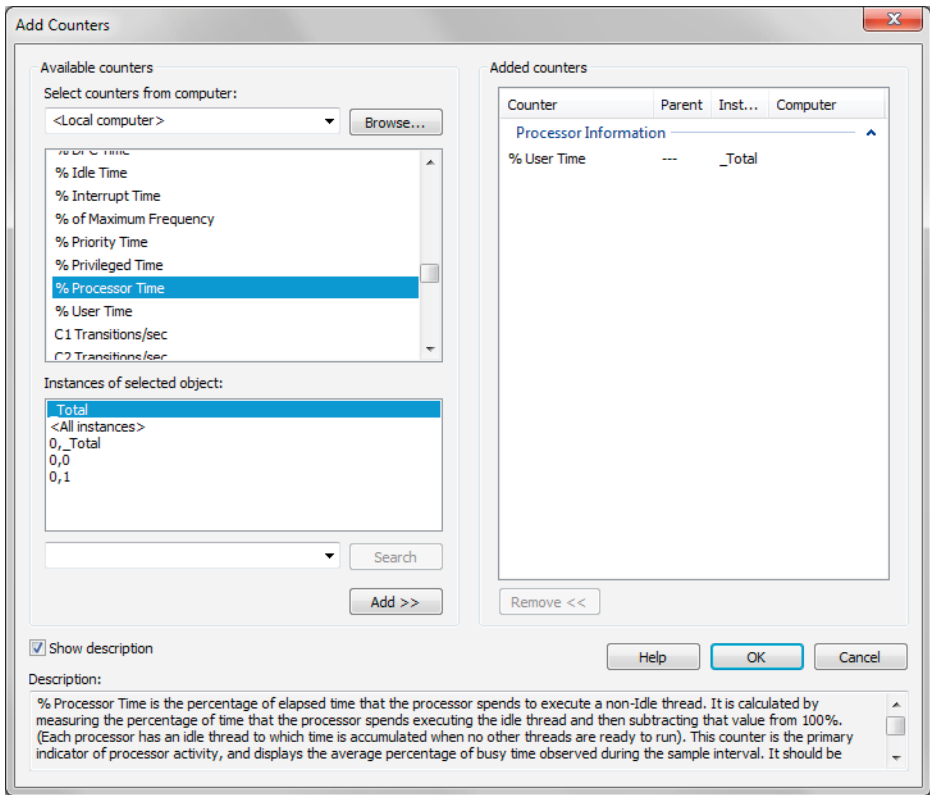 Add Counters
Available counters
Select counters from computer:
<Local computer>
Browse...
% DPC Time
% Idle Time
% Interrupt Time
% of Maximum Frequency
% Priority Time
% Privileged Time
% Processor Time
% User Time
C1 Transitions/sec
C2 Transitions/sec
Instances of selected object:
_Total
<All instances>
0,_Total
0,0
0,1
Search
Add >>
Added counters
Counter Parent Inst... Computer
Processor Information
% User Time --- _Total
Remove <<
Show description
Help OK Cancel
Description:
% Processor Time is the percentage of elapsed time that the processor spends to execute a non-Idle thread. It is calculated by
measuring the percentage of time that the processor spends executing the idle thread and then subtracting that value from 100%.
(Each processor has an idle thread to which time is accumulated when no other threads are ready to run). This counter is the primary
indicator of processor activity, and displays the average percentage of busy time observed during the sample interval. It should be